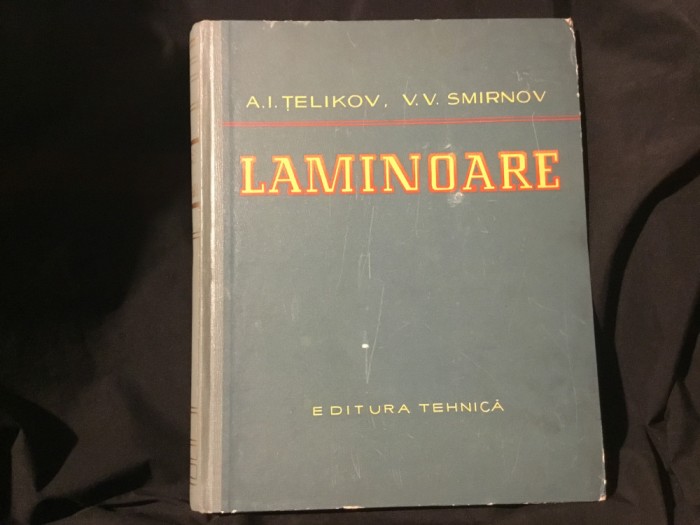 A.I. ȚELIKOV, V.V. SMIRNOV
LAMINOARE
EDITURA TEHNICĂ